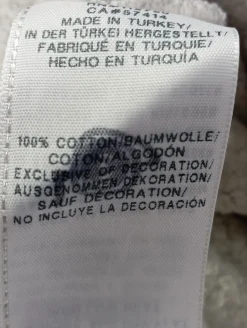 CA#57414
MADE IN TURKEY/
IN DER TÜRKEI HERGESTELLT/
FABRIQUÉ EN TURQUIE/
HECHO EN TURQUÍA
100% COTTON/BAUMWOLLE/
COTON/ALGODÓN
EXCLUSIVE OF DECORATION/
AUSGENOMMEN DEKORATION/
SAUF DÉCORATION/
NO INCLUYE LA DECORACIÓN